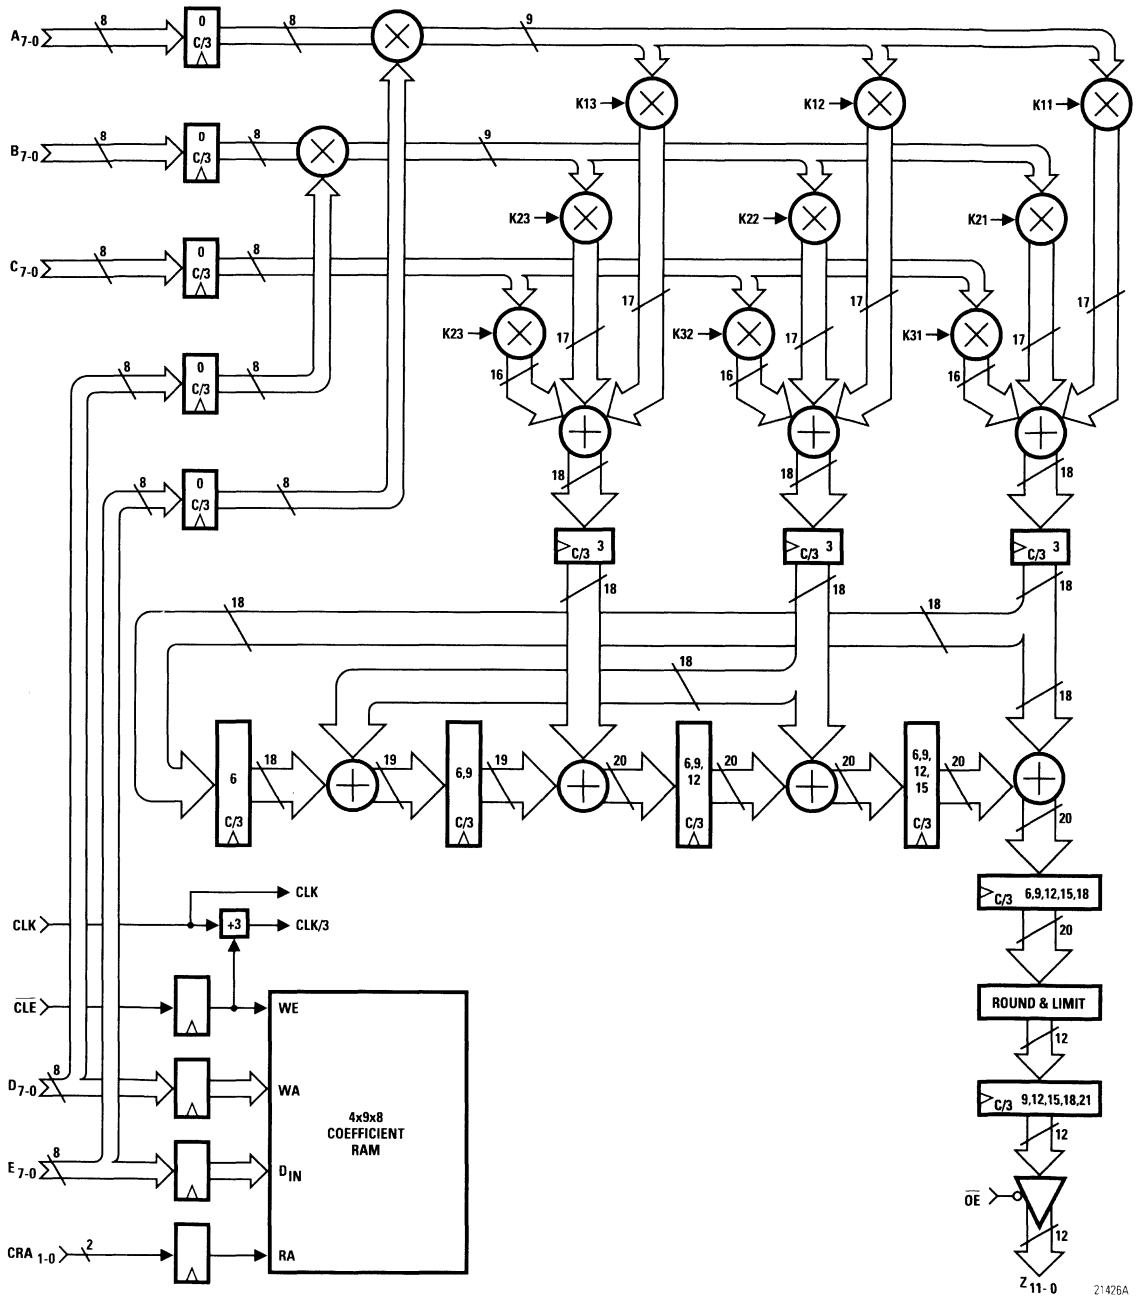 A7-0
8
0
C/3
8
9
K13
K12
K11
B7-0
8
0
C/3
8
9
K23
K22
K21
C7-0
8
0
C/3
8
17
17
17
K23
K32
K31
17
17
17
16
16
16
8
0
C/3
8
8
0
C/3
8
18
18
18
C/3 3
C/3 3
C/3 3
18
18
18
18
18
18
18
6
C/3
18
19
6,9
C/3
19
20
6,9,
12
C/3
20
20
6,9,
12,
15
C/3
20
20
C/3 6,9,12,15,18
20
ROUND & LIMIT
12
C/3 9,12,15,18,21
12
OE
12
Z11-0
CLK
CLK
+3
CLK/3
CLE
WE
D7-0
8
WA
4x9x8
COEFFICIENT
RAM
E7-0
8
DIN
CRA1-0
2
RA
21426A